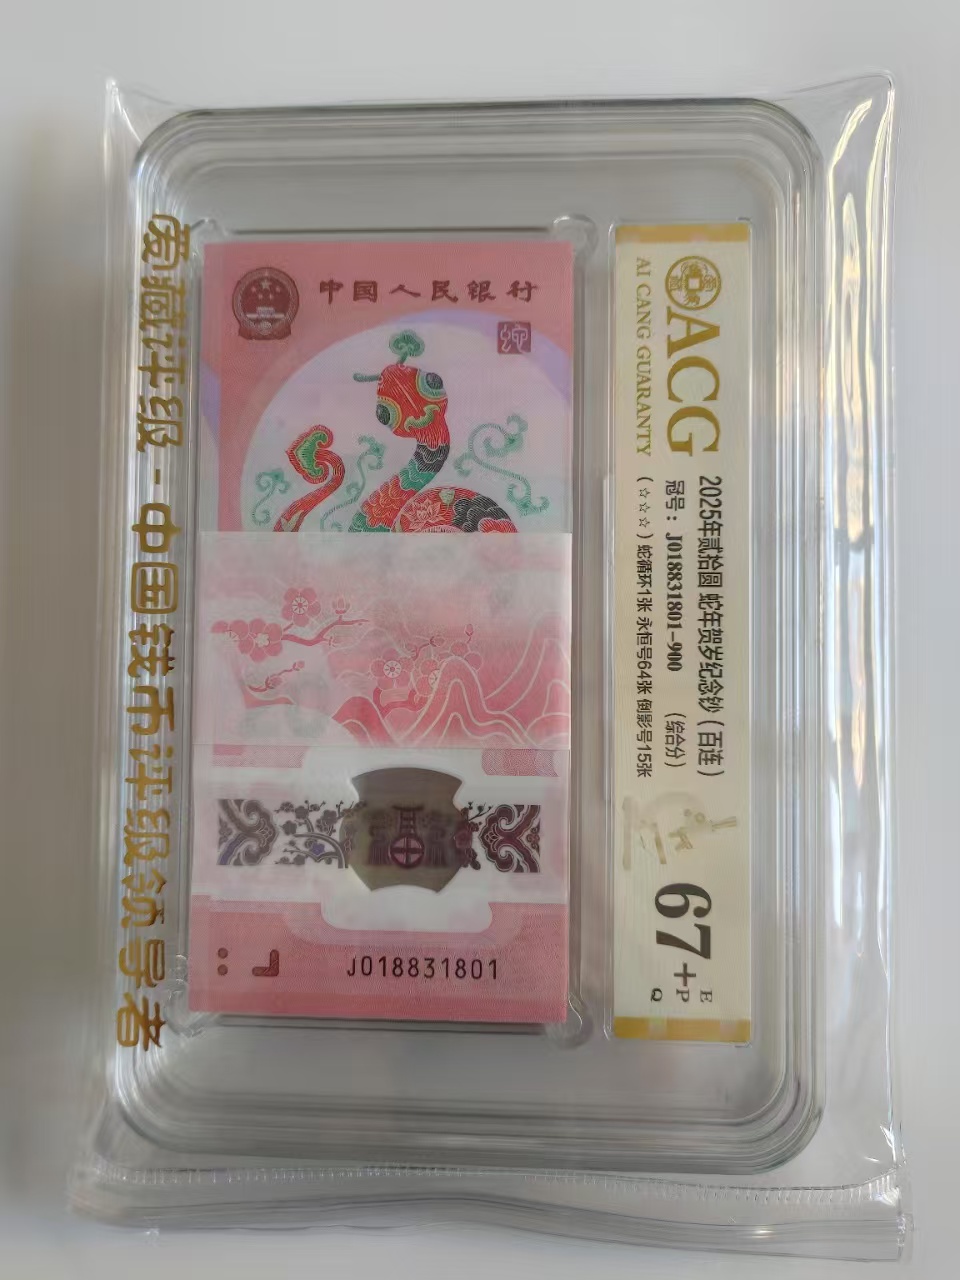 爱藏评级-中国钱币评级领导者
中国人民银行
蛇
J018831801
ACG
AI CANG GUARANTY
2025年贰拾圆 蛇年贺岁纪念钞（百连）
冠号：J018831801-900 （综合分）
（☆☆☆）蛇循环1张 永恒号64张 倒影号15张
67+
EPQ